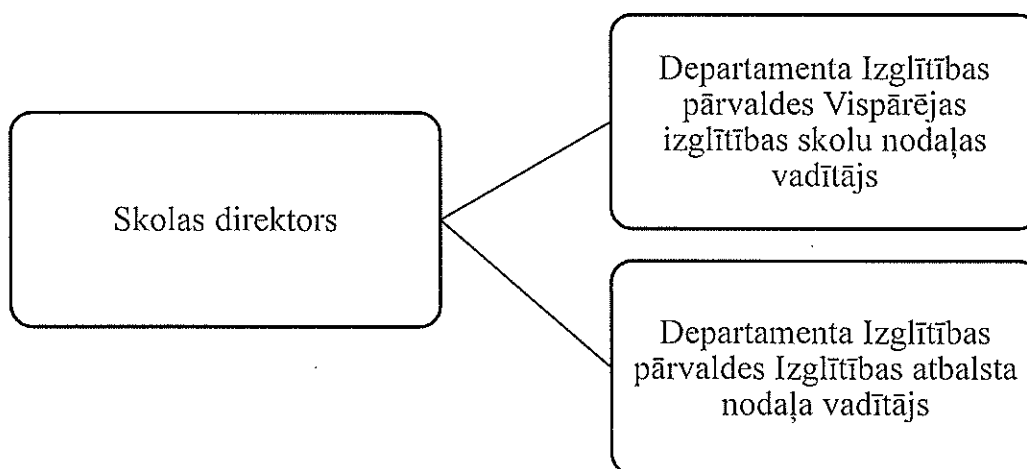 Skolas direktors
Departamenta Izglītības
pārvaldes Vispārējas
izglītības skolu nodaļas
vadītājs
Departamenta Izglītības
pārvaldes Izglītības atbalsta
nodaļa vadītājs